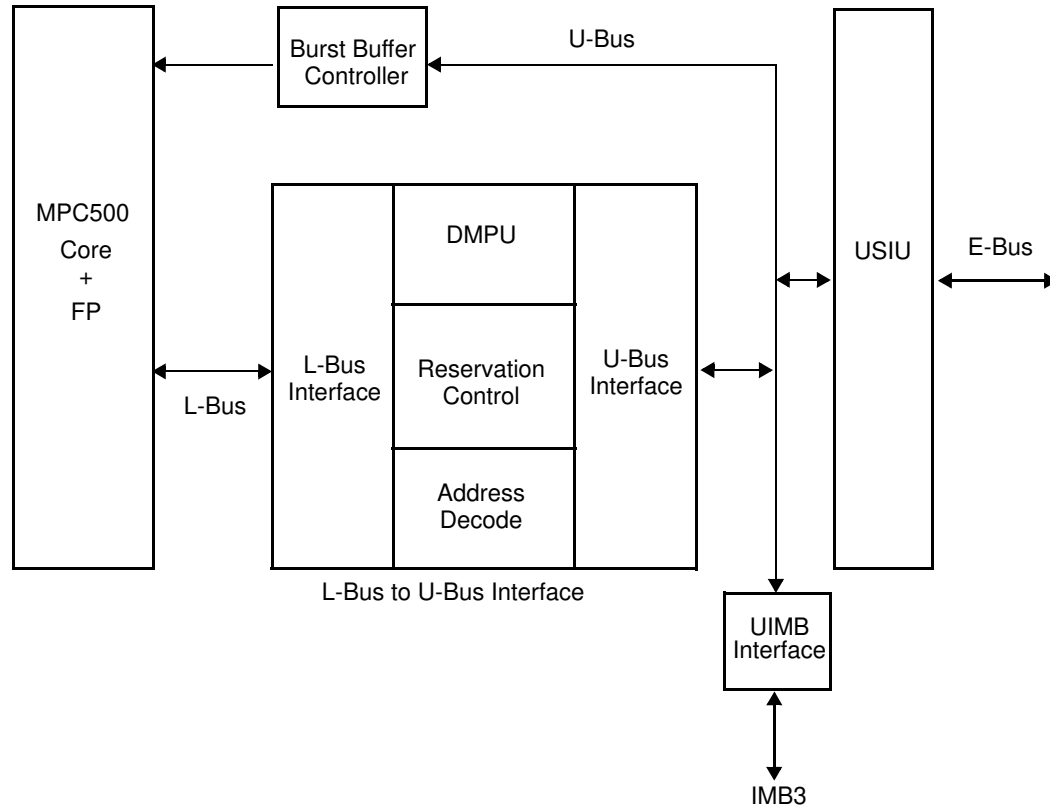 Burst Buffer
Controller
U-Bus
MPC500
Core
+
FP
DMPU
USIU
E-Bus
L-Bus
L-Bus
Interface
Reservation
Control
U-Bus
Interface
Address
Decode
L-Bus to U-Bus Interface
UIMB
Interface
IMB3